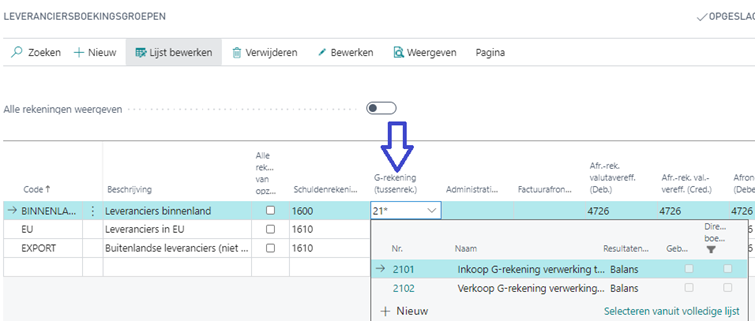 LEVERANCIERSBOEKINGSGROEPEN ✓OPGESLAG
Zoeken + Nieuw Lijst bewerken Verwijderen Bewerken Weergeven Pagina
Alle rekeningen weergeven
Code ↑ Beschrijving Alle rek... van opz... Schuldenrekeni... G-rekening (tussenrek.) Administrati... Factuurafron... Afr.-rek. valutavereff. (Deb.) Afr.-rek. val.-vereff. (Cred.) Afron (Debe
→ BINNENLA... Leveranciers binnenland 1600 21* 4726 4726 4726
EU Leveranciers in EU 1610
EXPORT Buitenlandse leveranciers (niet ... 1610
Nr. Naam Resultaten... Geb... Dire... boe...
→ 2101 Inkoop G-rekening verwerking t... Balans
2102 Verkoop G-rekening verwerking... Balans
+ Nieuw Selecteren vanuit volledige lijst